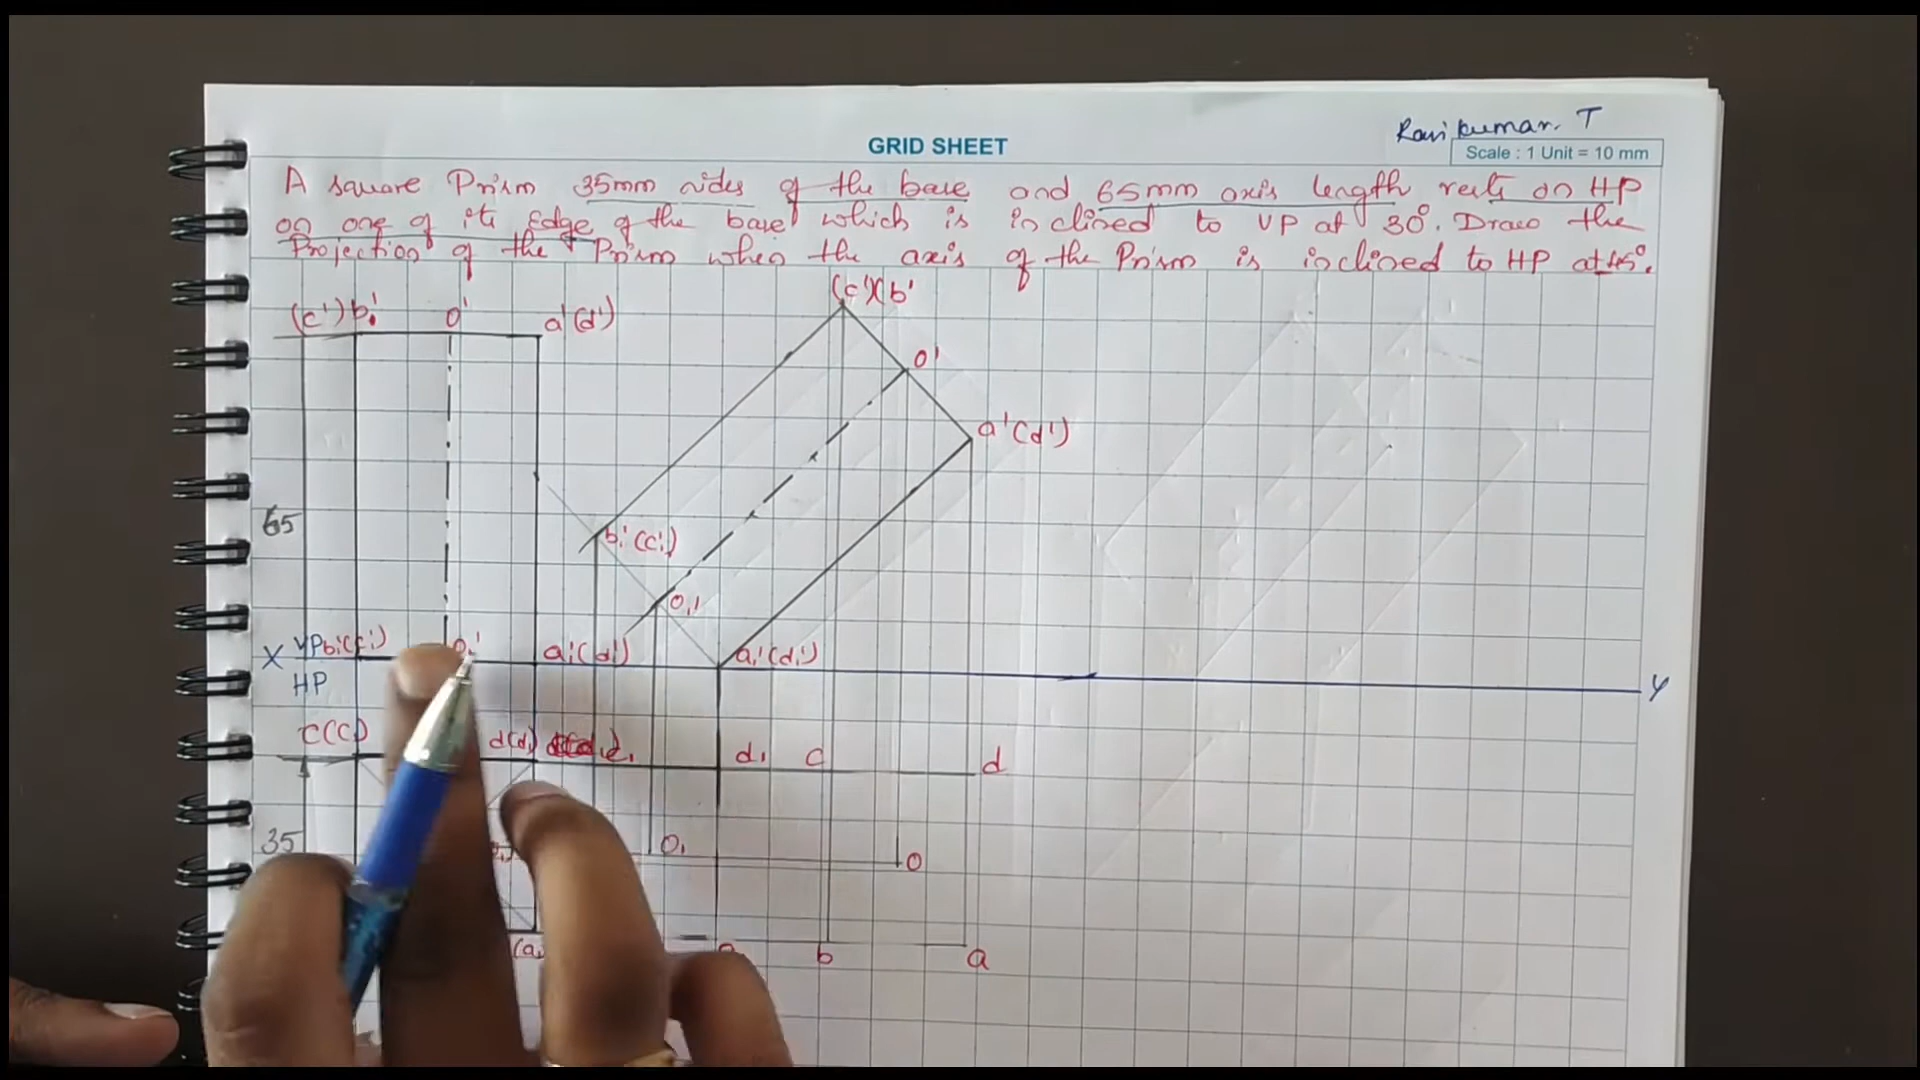 Ravi kumar. T
GRID SHEET
Scale : 1 Unit = 10 mm
A square Prism 35mm sides of the base and 65mm axis length rests on HP
on one of its Edge of the base which is inclined to VP at 30°. Draw the
Projection of the Prism when the axis of the Prism is inclined to HP at 45°.
(c')(b'
(c')b' o' a'(d')
o'
a'(d')
65
b₁'(c₁')
o₁'
X VP b₁'(c₁') o₁' a₁'(d₁') a₁'(d₁')
HP
Y
d(d₁) d₁ c d
35 o₁ o
(a₁ b a